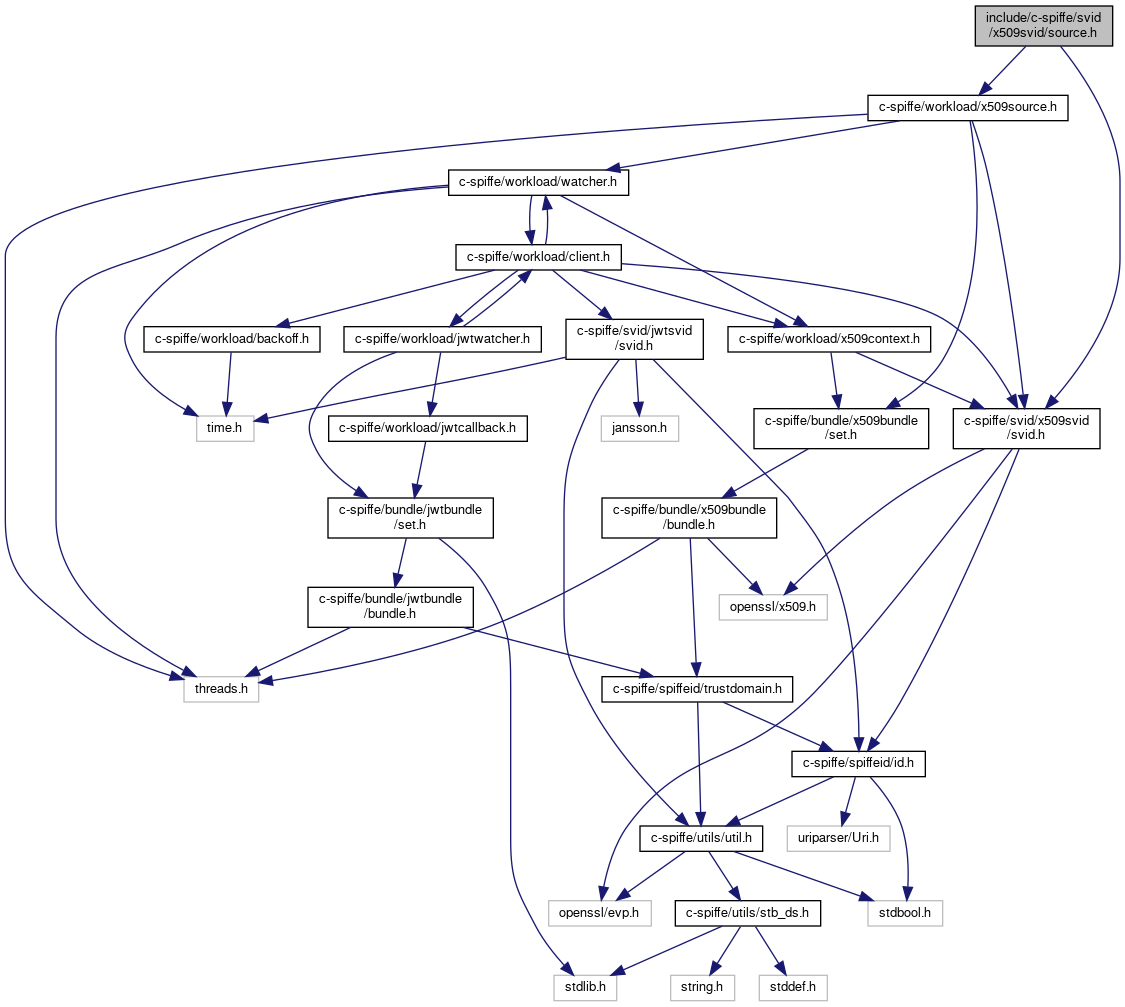 include/c-spiffe/svid
/x509svid/source.h
c-spiffe/workload/x509source.h
c-spiffe/workload/watcher.h
c-spiffe/workload/client.h
c-spiffe/workload/backoff.h
c-spiffe/workload/jwtwatcher.h
c-spiffe/svid/jwtsvid
/svid.h
c-spiffe/workload/x509context.h
time.h
c-spiffe/workload/jwtcallback.h
jansson.h
c-spiffe/bundle/x509bundle
/set.h
c-spiffe/svid/x509svid
/svid.h
c-spiffe/bundle/jwtbundle
/set.h
c-spiffe/bundle/x509bundle
/bundle.h
c-spiffe/bundle/jwtbundle
/bundle.h
openssl/x509.h
threads.h
c-spiffe/spiffeid/trustdomain.h
c-spiffe/spiffeid/id.h
c-spiffe/utils/util.h
uriparser/Uri.h
openssl/evp.h
c-spiffe/utils/stb_ds.h
stdbool.h
stdlib.h
string.h
stddef.h